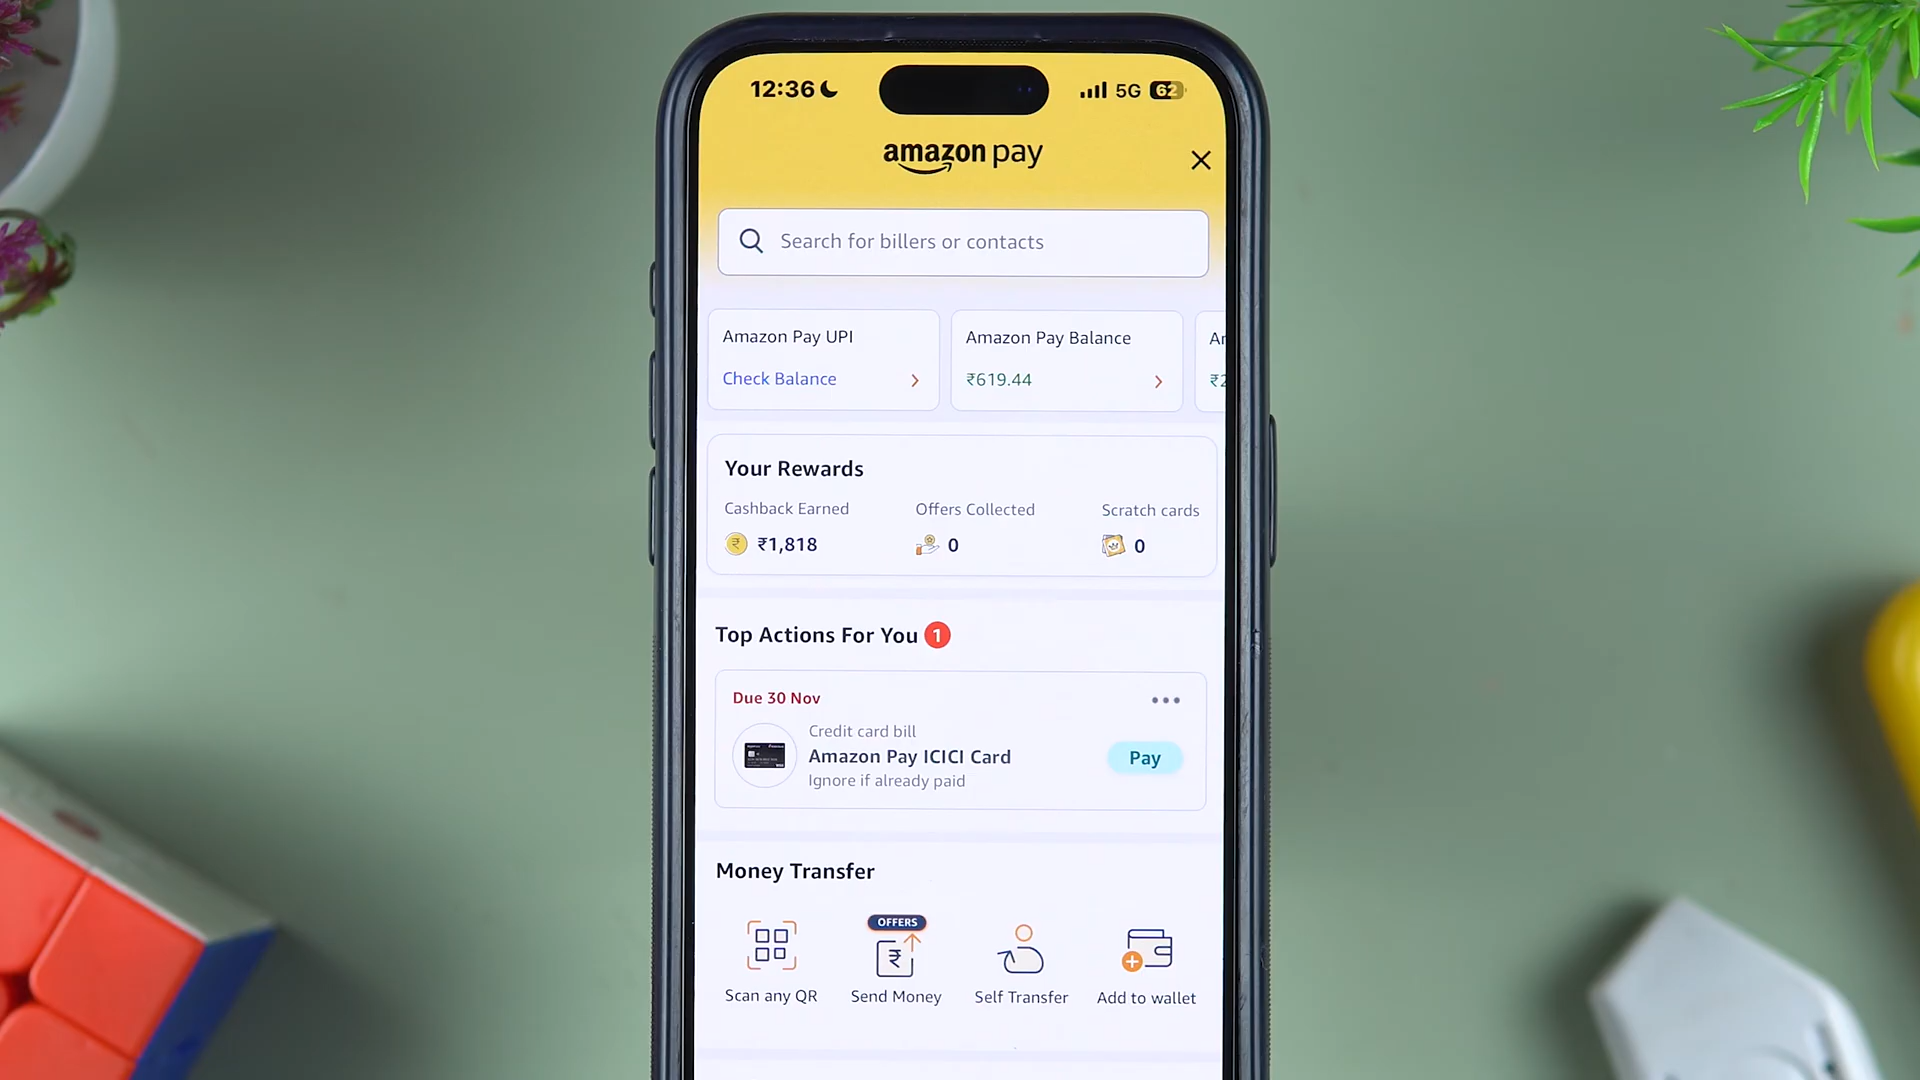 12:36
5G 62
amazon pay
Search for billers or contacts
Amazon Pay UPI
Check Balance
Amazon Pay Balance
₹619.44
₹2
Your Rewards
Cashback Earned
₹1,818
Offers Collected
0
Scratch cards
0
Top Actions For You 1
Due 30 Nov
Credit card bill
Amazon Pay ICICI Card
Ignore if already paid
Pay
Money Transfer
OFFERS
Scan any QR
Send Money
Self Transfer
Add to wallet